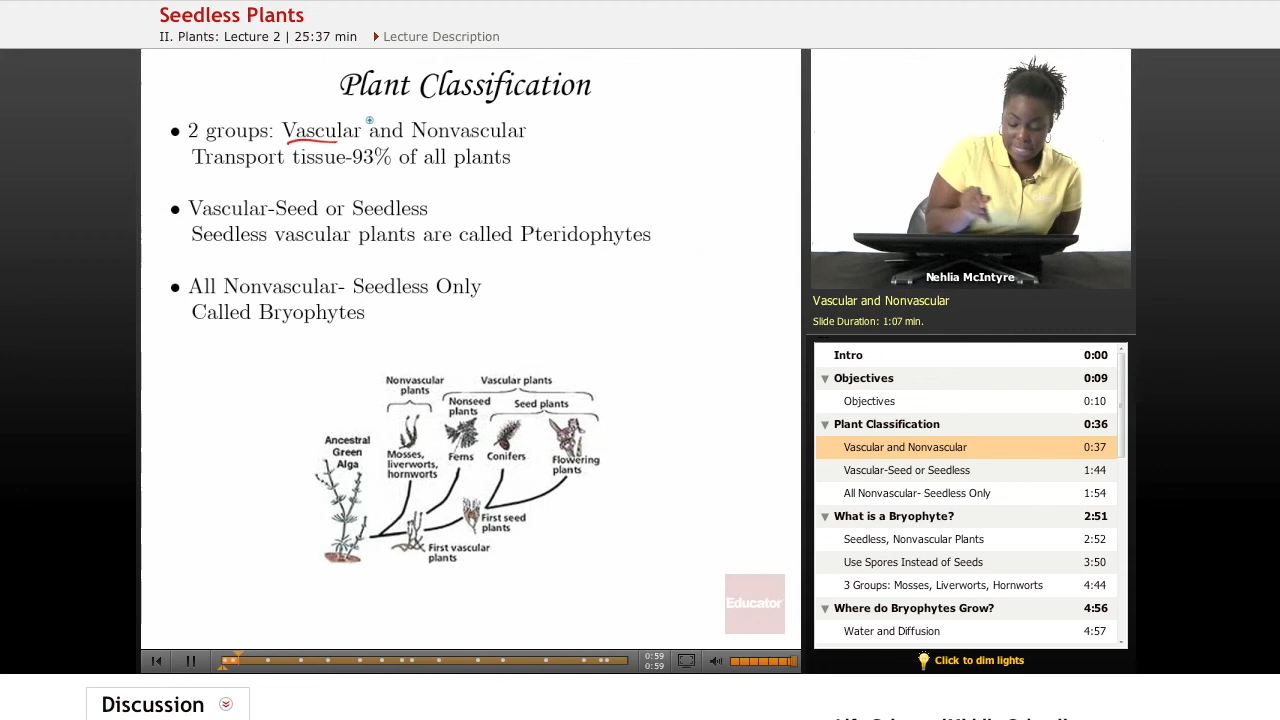 Seedless Plants
II. Plants: Lecture 2 | 25:37 min
Lecture Description
Plant Classification
• 2 groups: Vascular and Nonvascular
Transport tissue-93% of all plants
• Vascular-Seed or Seedless
Seedless vascular plants are called Pteridophytes
• All Nonvascular- Seedless Only
Called Bryophytes
Nonvascular
plants
Vascular plants
Nonseed
plants
Seed plants
Ancestral
Green
Alga
Mosses,
liverworts,
hornworts
Ferns
Conifers
Flowering
plants
First seed
plants
First vascular
plants
Educator
0:59
0:59
Nehlia McIntyre
Vascular and Nonvascular
Slide Duration: 1:07 min.
Intro 0:00
Objectives 0:09
Objectives 0:10
Plant Classification 0:36
Vascular and Nonvascular 0:37
Vascular-Seed or Seedless 1:44
All Nonvascular- Seedless Only 1:54
What is a Bryophyte? 2:51
Seedless, Nonvascular Plants 2:52
Use Spores Instead of Seeds 3:50
3 Groups: Mosses, Liverworts, Hornworts 4:44
Where do Bryophytes Grow? 4:56
Water and Diffusion 4:57
Click to dim lights
Discussion